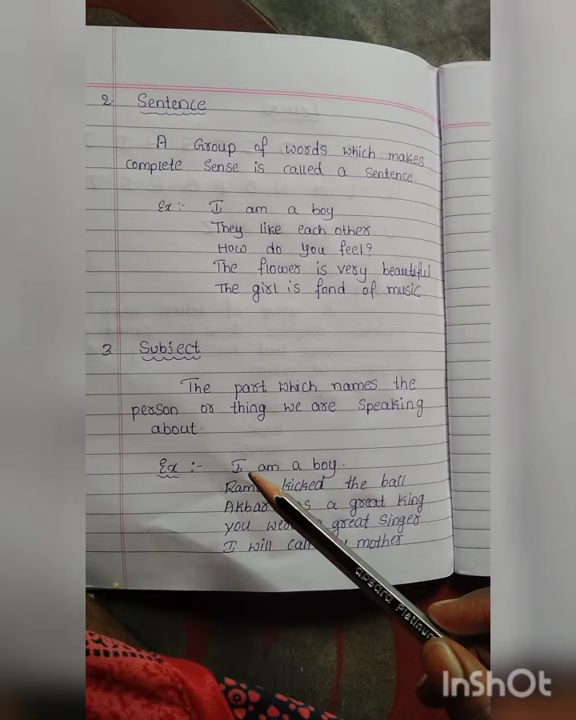 2. Sentence
A Group of words which makes
complete Sense is called a Sentence.
Ex :- I am a boy
They like each other
How do you feel?
The flower is very beautiful
The girl is fond of music
3 Subject
The part which names the
person or thing we are speaking
about.
Ex :- I am a boy.
kicked the ball
Akbar a great king
you a great singer
I will call mother
apsara Platinum
InShOt